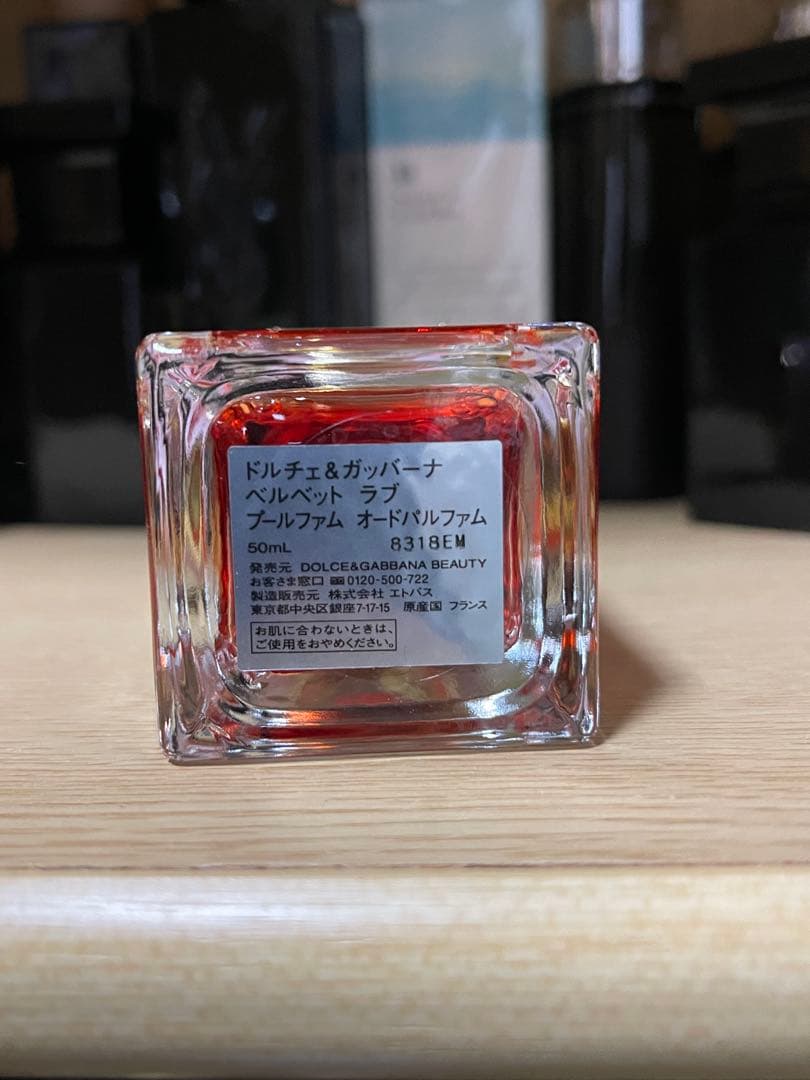 ドルチェ&ガッバーナ
ベルベット ラブ
プールファム オードパルファム
50mL 8318EM
発売元 DOLCE&GABBANA BEAUTY
お客さま窓口 0120-500-722
製造販売元 株式会社 エトバス
東京都中央区銀座7-17-15 原産国 フランス
お肌に合わないときは、
ご使用をおやめください。